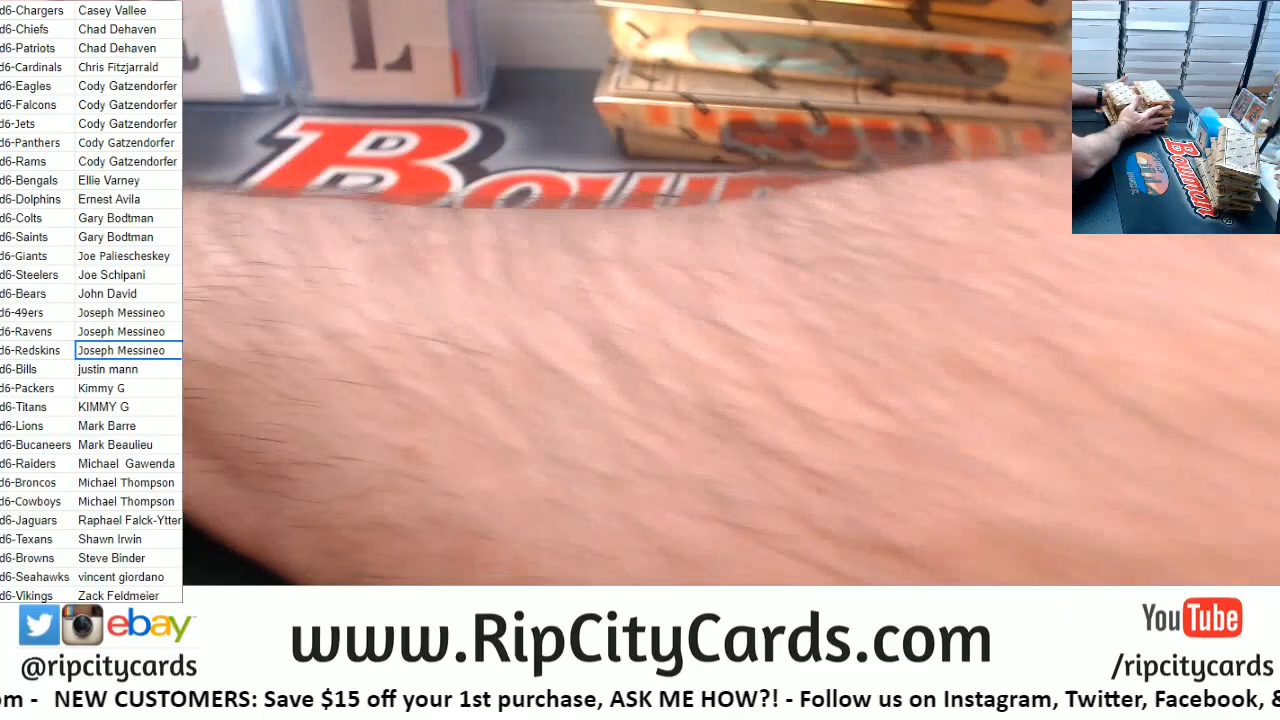 d6-Chargers Casey Vallee
d6-Chiefs Chad Dehaven
d6-Patriots Chad Dehaven
d6-Cardinals Chris Fitzjarrald
d6-Eagles Cody Gatzendorfer
d6-Falcons Cody Gatzendorfer
d6-Jets Cody Gatzendorfer
d6-Panthers Cody Gatzendorfer
d6-Rams Cody Gatzendorfer
d6-Bengals Ellie Varney
d6-Dolphins Ernest Avila
d6-Colts Gary Bodtman
d6-Saints Gary Bodtman
d6-Giants Joe Paliescheskey
d6-Steelers Joe Schipani
d6-Bears John David
d6-49ers Joseph Messineo
d6-Ravens Joseph Messineo
d6-Redskins Joseph Messineo
d6-Bills justin mann
d6-Packers Kimmy G
d6-Titans KIMMY G
d6-Lions Mark Barre
d6-Bucaneers Mark Beaulieu
d6-Raiders Michael Gawenda
d6-Broncos Michael Thompson
d6-Cowboys Michael Thompson
d6-Jaguars Raphael Falck-Ytter
d6-Texans Shawn Irwin
d6-Browns Steve Binder
d6-Seahawks vincent giordano
d6-Vikings Zack Feldmeier
Bowman
ebay
@ripcitycards
www.RipCityCards.com
YouTube
/ripcitycards
om - NEW CUSTOMERS: Save $15 off your 1st purchase, ASK ME HOW?! - Follow us on Instagram, Twitter, Facebook, &